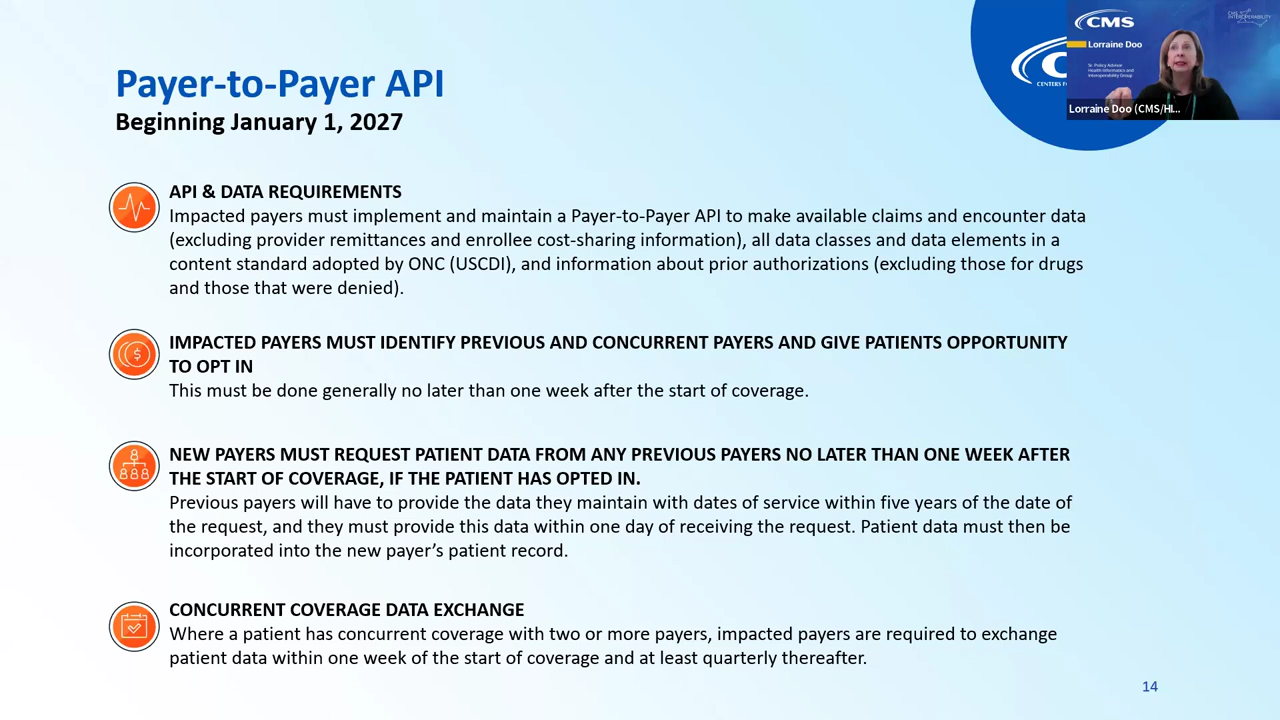 Payer-to-Payer API
Beginning January 1, 2027
API & DATA REQUIREMENTS
Impacted payers must implement and maintain a Payer-to-Payer API to make available claims and encounter data
(excluding provider remittances and enrollee cost-sharing information), all data classes and data elements in a
content standard adopted by ONC (USCDI), and information about prior authorizations (excluding those for drugs
and those that were denied).
IMPACTED PAYERS MUST IDENTIFY PREVIOUS AND CONCURRENT PAYERS AND GIVE PATIENTS OPPORTUNITY
TO OPT IN
This must be done generally no later than one week after the start of coverage.
NEW PAYERS MUST REQUEST PATIENT DATA FROM ANY PREVIOUS PAYERS NO LATER THAN ONE WEEK AFTER
THE START OF COVERAGE, IF THE PATIENT HAS OPTED IN.
Previous payers will have to provide the data they maintain with dates of service within five years of the date of
the request, and they must provide this data within one day of receiving the request. Patient data must then be
incorporated into the new payer’s patient record.
CONCURRENT COVERAGE DATA EXCHANGE
Where a patient has concurrent coverage with two or more payers, impacted payers are required to exchange
patient data within one week of the start of coverage and at least quarterly thereafter.
14
C
CENTERS F
CMS
Lorraine Doo
Sr. Policy Advisor
Health Informatics and
Interoperability Group
CMS
INTEROPERABILITY
Lorraine Doo (CMS/HI...